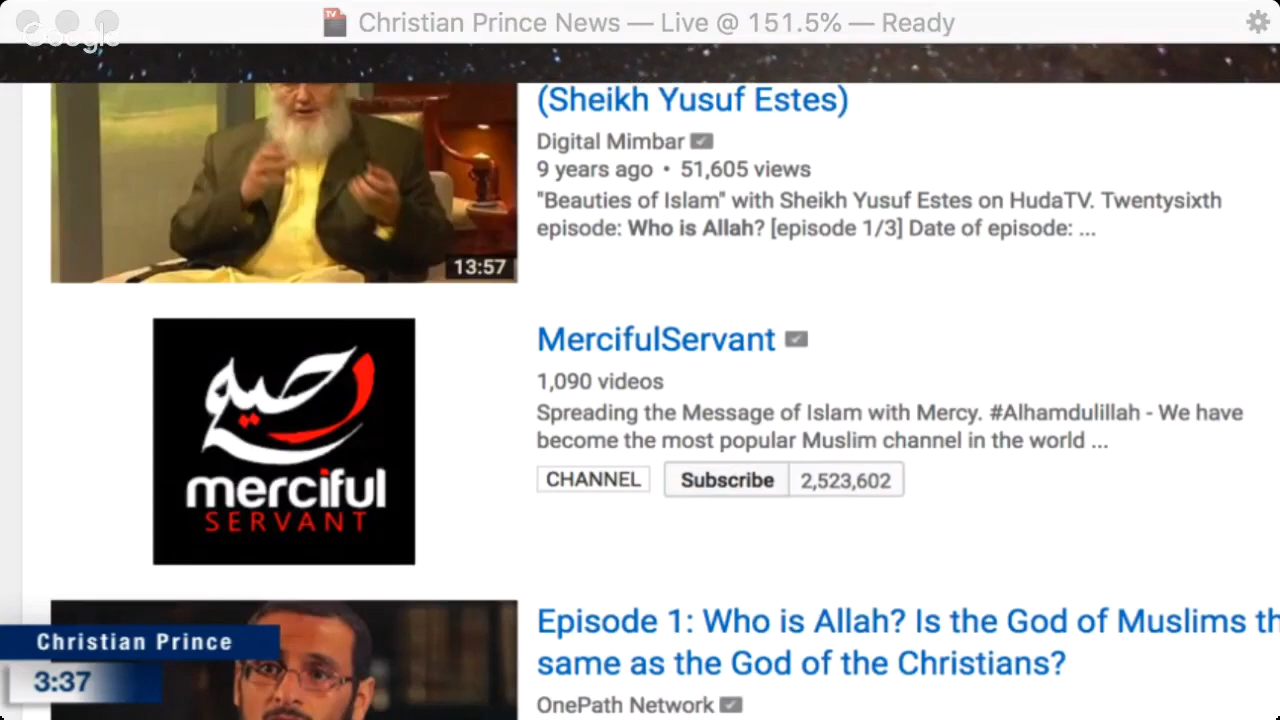 Christian Prince News — Live @ 151.5% — Ready
Google
(Sheikh Yusuf Estes)
Digital Mimbar
9 years ago • 51,605 views
"Beauties of Islam" with Sheikh Yusuf Estes on HudaTV. Twentysixth
episode: Who is Allah? [episode 1/3] Date of episode: ...
13:57
MercifulServant
1,090 videos
Spreading the Message of Islam with Mercy. #Alhamdulillah - We have
become the most popular Muslim channel in the world ...
CHANNEL Subscribe 2,523,602
merciful
SERVANT
Episode 1: Who is Allah? Is the God of Muslims th
same as the God of the Christians?
OnePath Network
Christian Prince
3:37